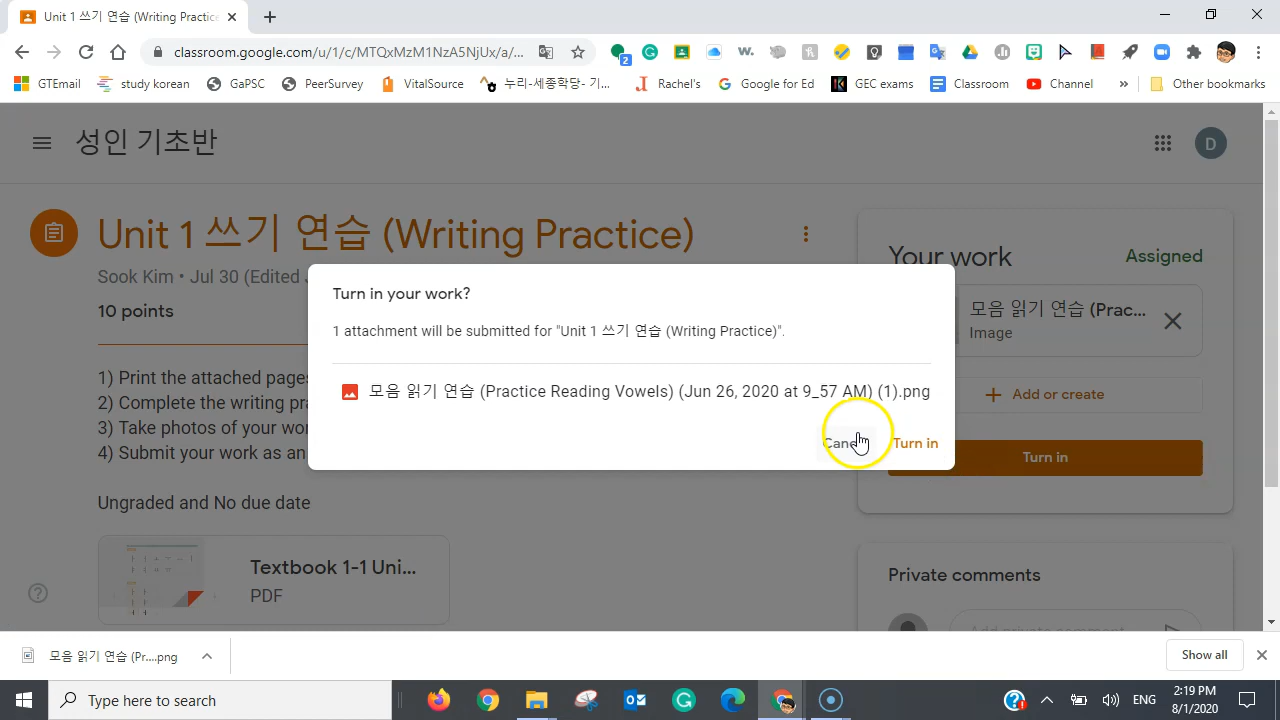 Unit 1 쓰기 연습 (Writing Practice
classroom.google.com/u/1/c/MTQxMzM1NzA5NjUx/a/...
2
GTEmail
study korean
GaPSC
PeerSurvey
VitalSource
누리-세종학당- 기...
Rachel's
Google for Ed
GEC exams
Classroom
Channel
»
Other bookmarks
성인 기초반
D
Unit 1 쓰기 연습 (Writing Practice)
Sook Kim • Jul 30 (Edited J
10 points
Your work
Assigned
모음 읽기 연습 (Prac...
Image
Add or create
Turn in
Turn in your work?
1 attachment will be submitted for "Unit 1 쓰기 연습 (Writing Practice)".
모음 읽기 연습 (Practice Reading Vowels) (Jun 26, 2020 at 9_57 AM) (1).png
Cancel
Turn in
1) Print the attached pages
2) Complete the writing pr
3) Take photos of your wor
4) Submit your work as an
Ungraded and No due date
Textbook 1-1 Uni...
PDF
Private comments
Add private comment
모음 읽기 연습 (Pr....png
Show all
Type here to search
ENG
2:19 PM
8/1/2020